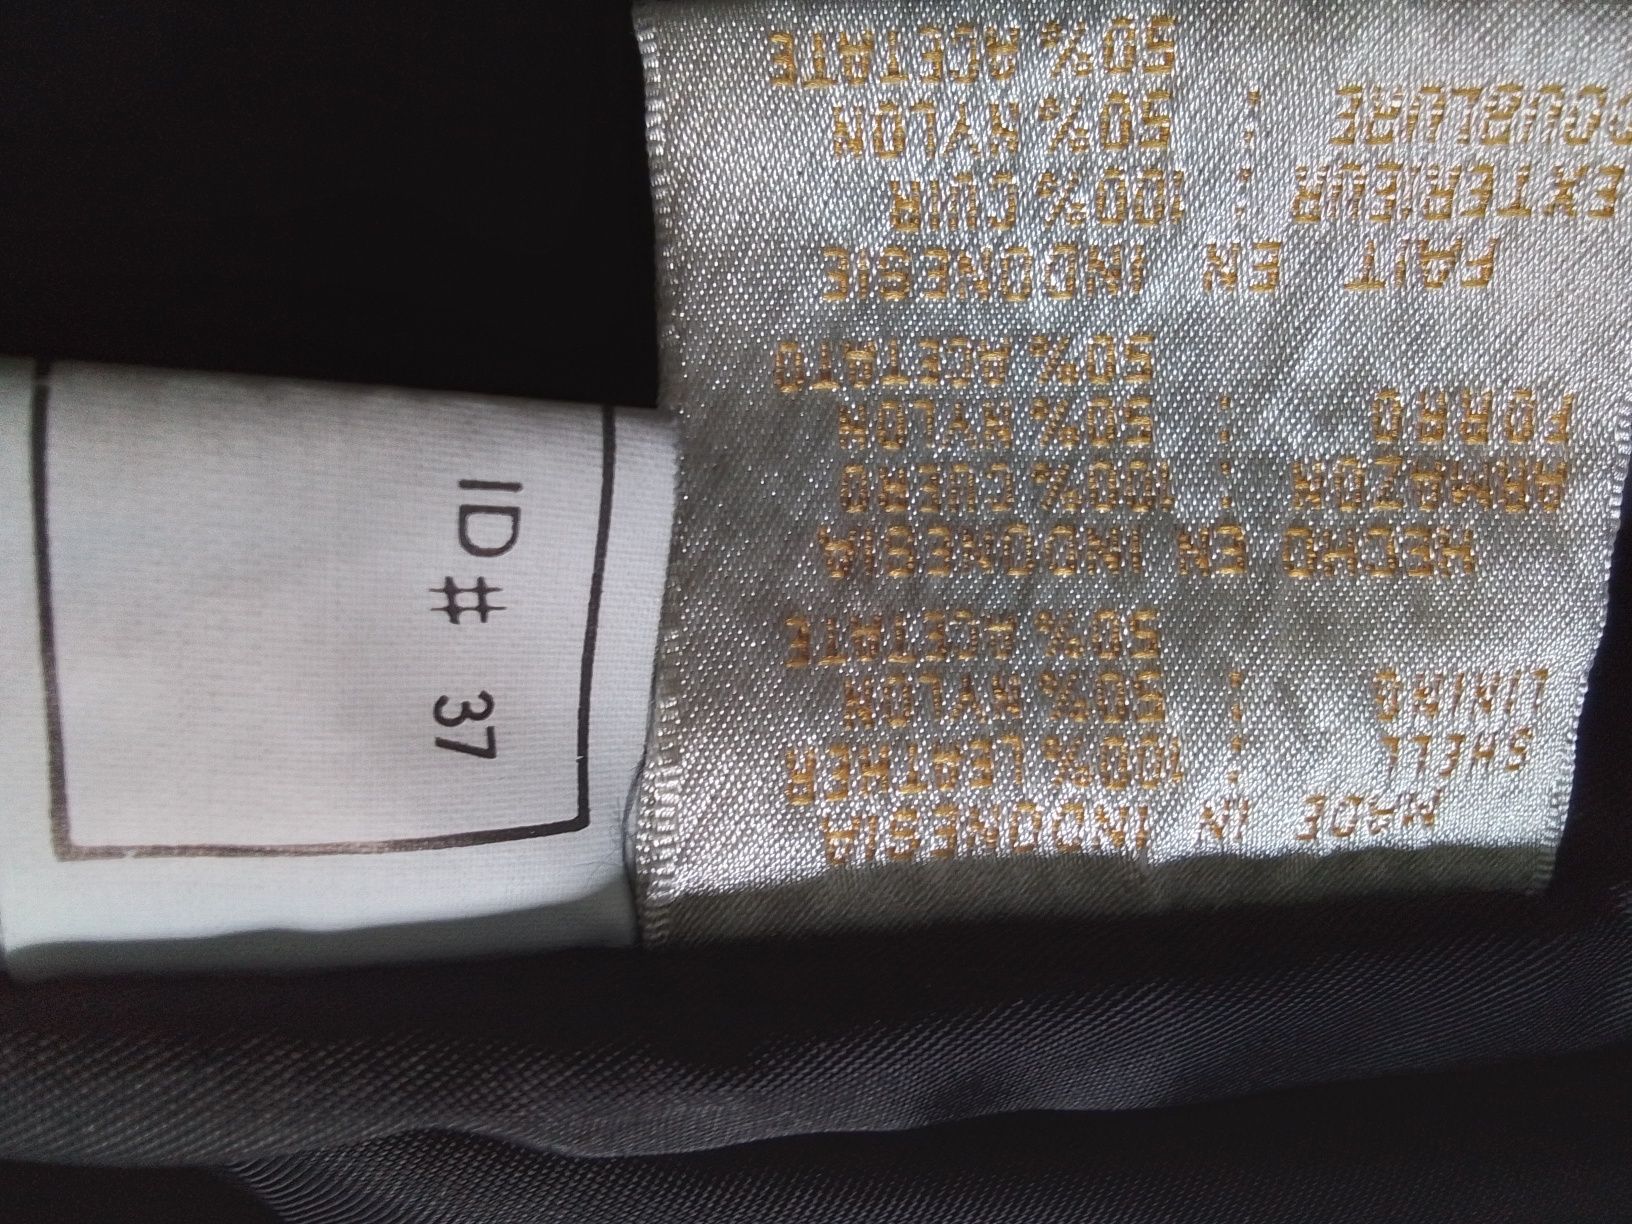 MADE IN INDONESIA
SHELL : 100% LEATHER
LINING : 50% NYLON
50% ACETATE
HECHO EN INDONESIA
ARMAZON : 100% CUERO
FORRO : 50% NYLON
50% ACETATO
FAIT EN INDONESIE
EXTERIEUR : 100% CUIR
DOUBLURE : 50% NYLON
50% ACETATE
ID # 37